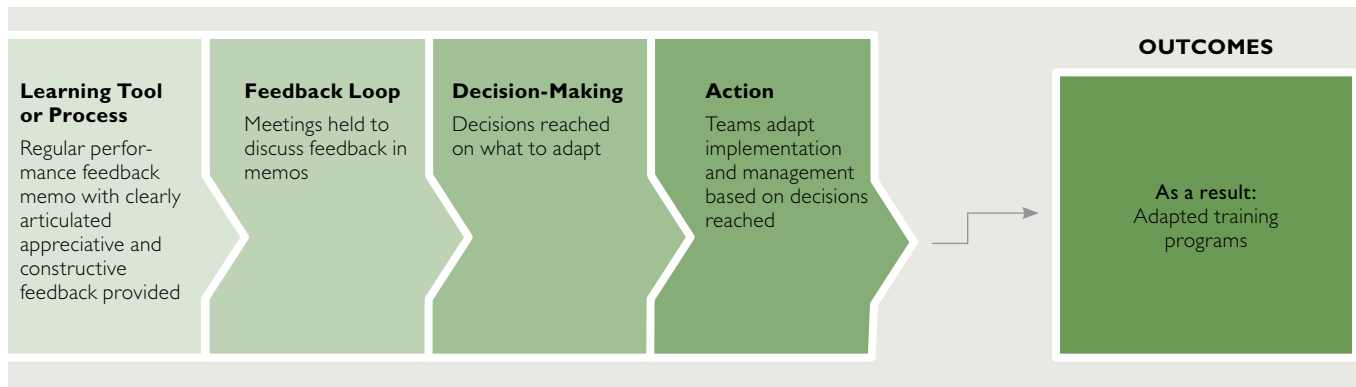 Learning Tool
or Process
Regular perfor-
mance feedback
memo with clearly
articulated
appreciative and
constructive
feedback provided
Feedback Loop
Meetings held to
discuss feedback in
memos
Decision-Making
Decisions reached
on what to adapt
Action
Teams adapt
implementation
and management
based on decisions
reached
OUTCOMES
As a result:
Adapted training
programs